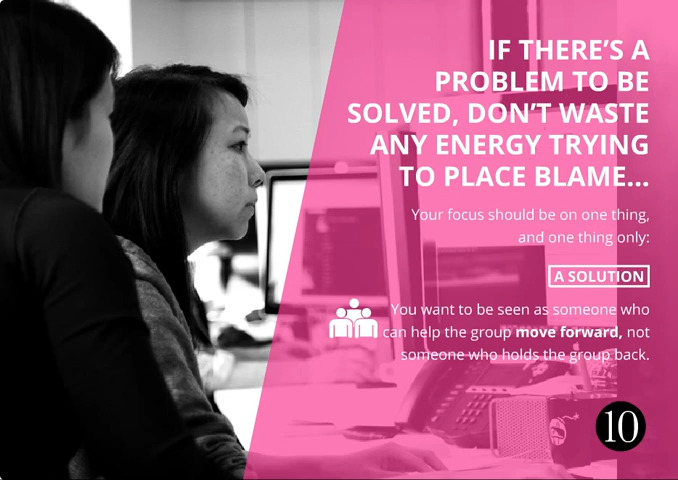 IF THERE'S A
PROBLEM TO BE
SOLVED, DON'T WASTE
ANY ENERGY TRYING
TO PLACE BLAME...
Your focus should be on one thing,
and one thing only:
A SOLUTION
You want to be seen as someone who
can help the group move forward, not
someone who holds the group back.
10